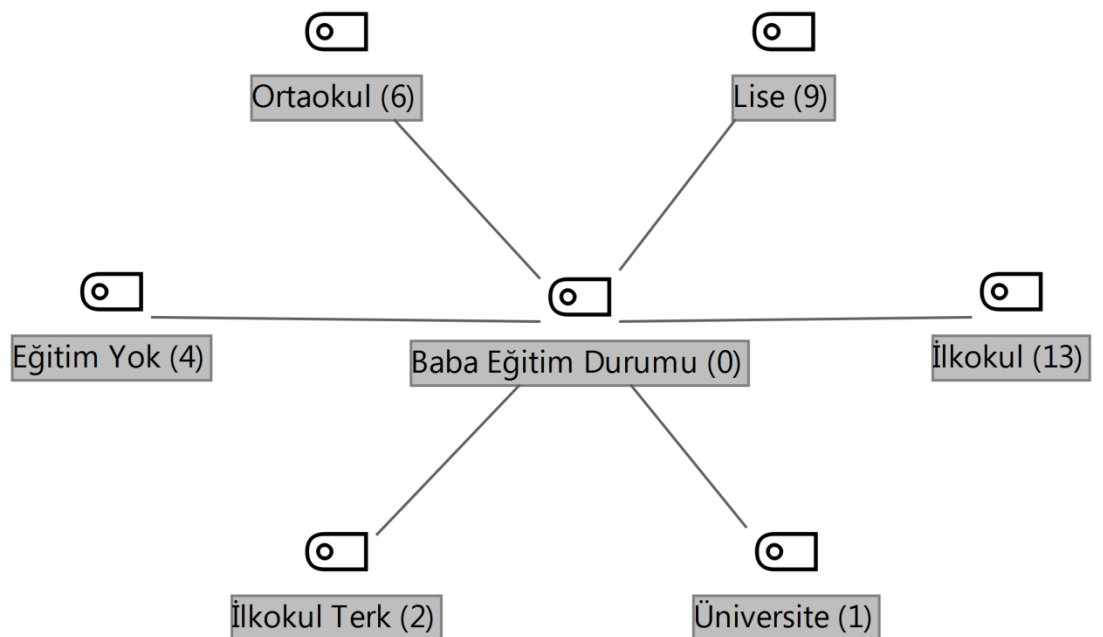 Ortaokul (6)
Lise (9)
Eğitim Yok (4)
Baba Eğitim Durumu (0)
İlkokul (13)
İlkokul Terk (2)
Üniversite (1)